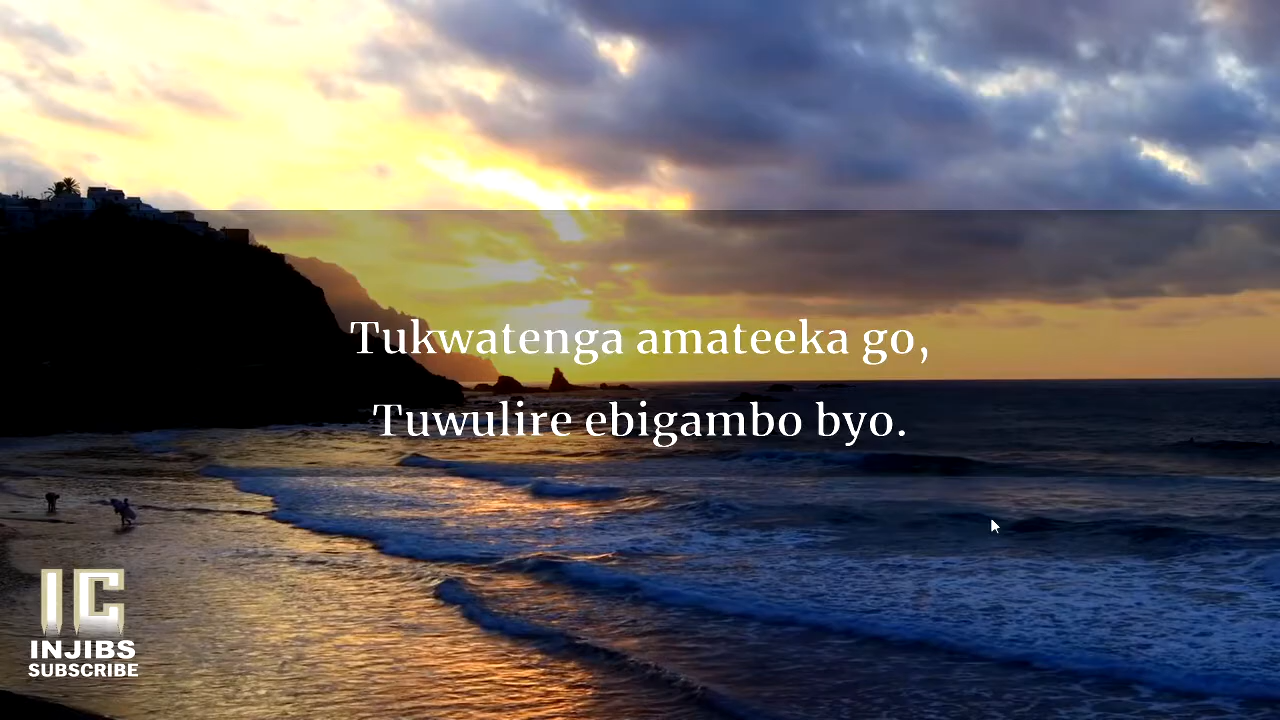 Tukwatenga amateeka go,
Tuwulire ebigambo byo.
IC
INJIBS
SUBSCRIBE